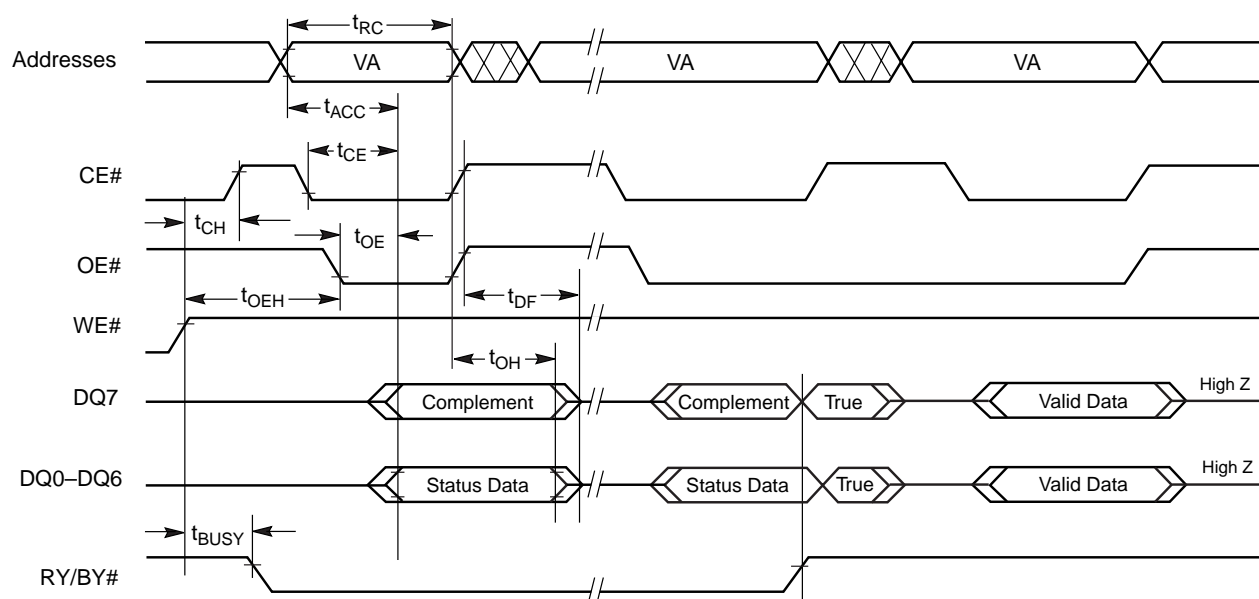 tRC
Addresses VA VA VA
tACC
tCE
CE#
tCH
tOE
OE#
tOEH
tDF
WE#
tOH
DQ7 Complement Complement True Valid Data High Z
DQ0–DQ6 Status Data Status Data True Valid Data High Z
tBUSY
RY/BY#